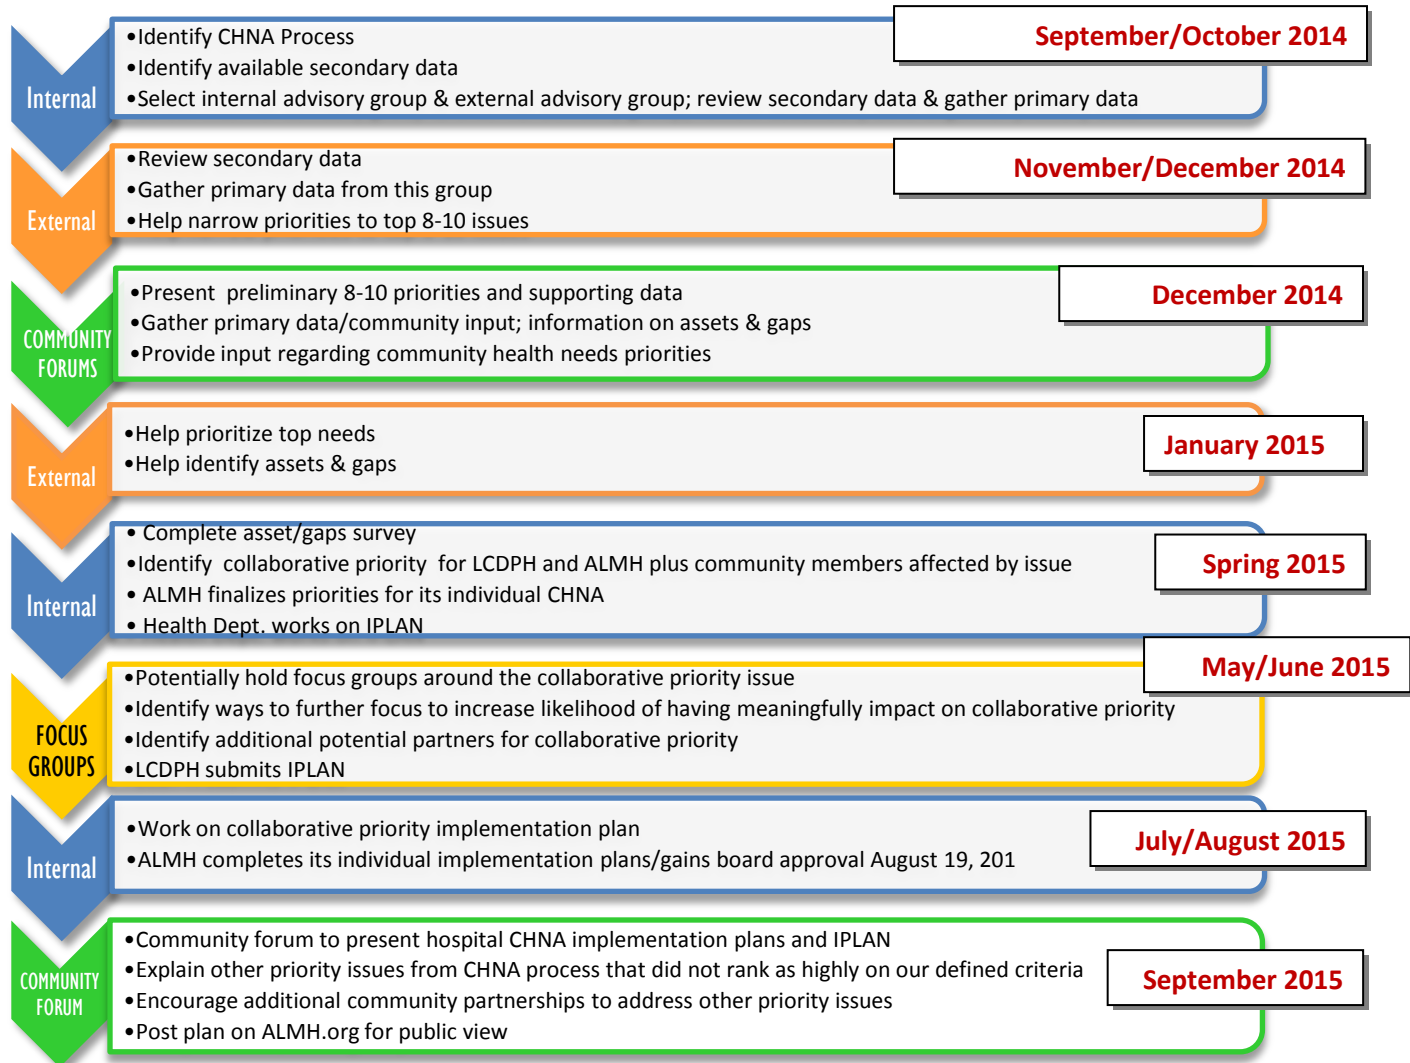 September/October 2014
Internal
•Identify CHNA Process
•Identify available secondary data
•Select internal advisory group & external advisory group; review secondary data & gather primary data
November/December 2014
External
•Review secondary data
•Gather primary data from this group
•Help narrow priorities to top 8-10 issues
December 2014
COMMUNITY
FORUMS
•Present  preliminary 8-10 priorities and supporting data
•Gather primary data/community input; information on assets & gaps
•Provide input regarding community health needs priorities
January 2015
External
•Help prioritize top needs
•Help identify assets & gaps
Spring 2015
Internal
• Complete asset/gaps survey
•Identify  collaborative priority  for LCDPH and ALMH plus community members affected by issue
• ALMH finalizes priorities for its individual CHNA
• Health Dept. works on IPLAN
May/June 2015
FOCUS
GROUPS
•Potentially hold focus groups around the collaborative priority issue
•Identify ways to further focus to increase likelihood of having meaningfully impact on collaborative priority
•Identify additional potential partners for collaborative priority
•LCDPH submits IPLAN
July/August 2015
Internal
•Work on collaborative priority implementation plan
•ALMH completes its individual implementation plans/gains board approval August 19, 201
September 2015
COMMUNITY
FORUM
•Community forum to present hospital CHNA implementation plans and IPLAN
•Explain other priority issues from CHNA process that did not rank as highly on our defined criteria
•Encourage additional community partnerships to address other priority issues
•Post plan on ALMH.org for public view